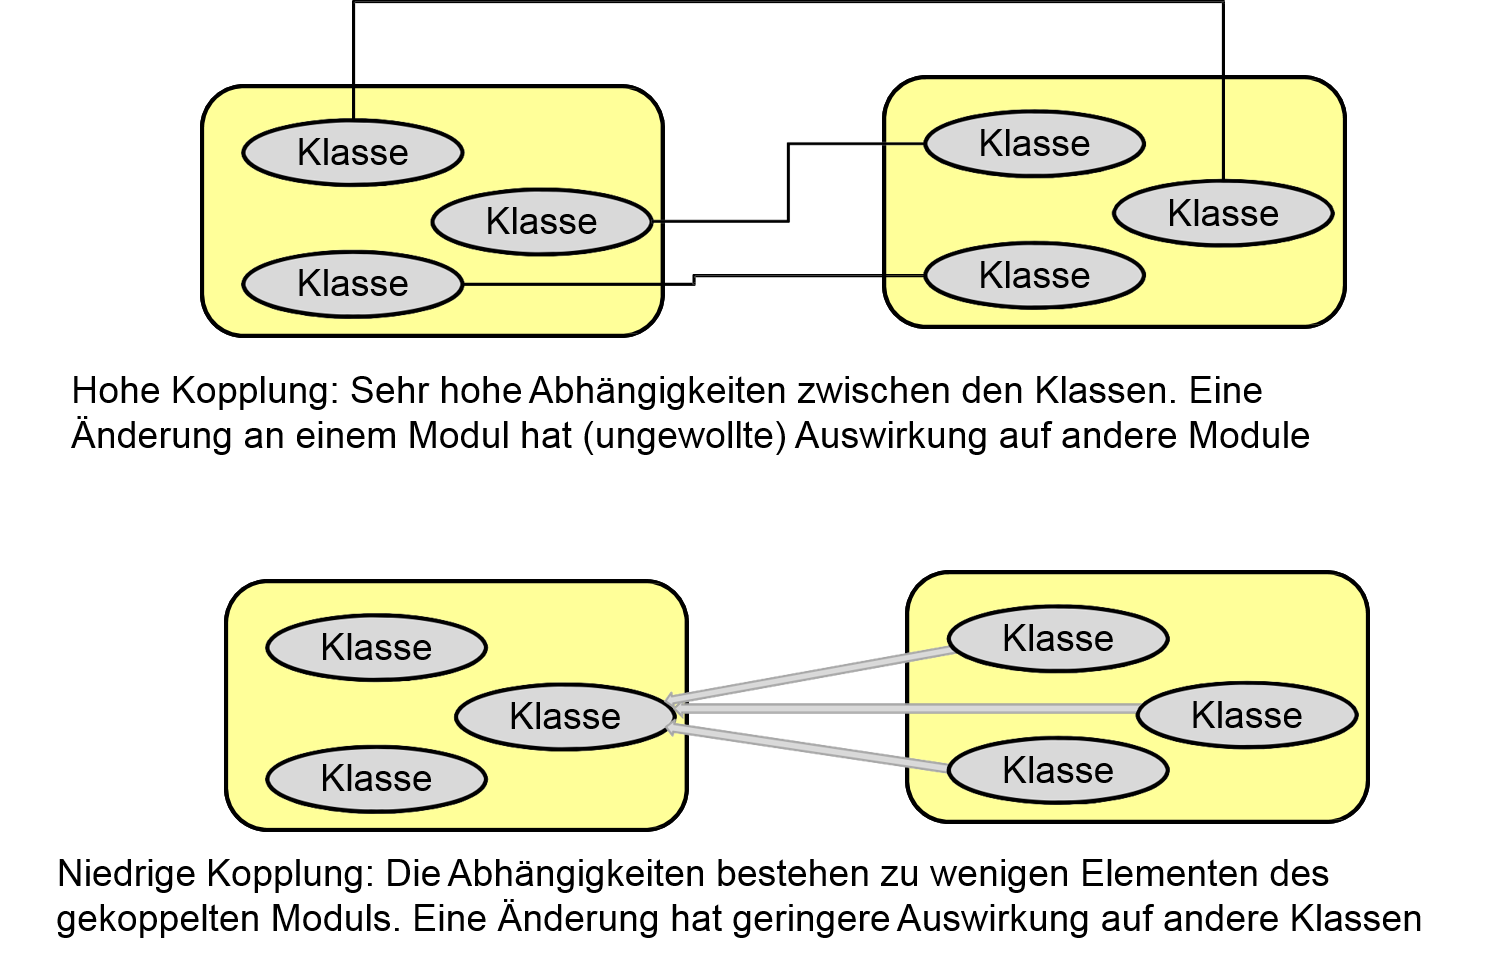 Klasse
Klasse
Klasse
Klasse
Klasse
Klasse
Hohe Kopplung: Sehr hohe Abhängigkeiten zwischen den Klassen. Eine
Änderung an einem Modul hat (ungewollte) Auswirkung auf andere Module
Klasse
Klasse
Klasse
Klasse
Klasse
Klasse
Niedrige Kopplung: Die Abhängigkeiten bestehen zu wenigen Elementen des
gekoppelten Moduls. Eine Änderung hat geringere Auswirkung auf andere Klassen